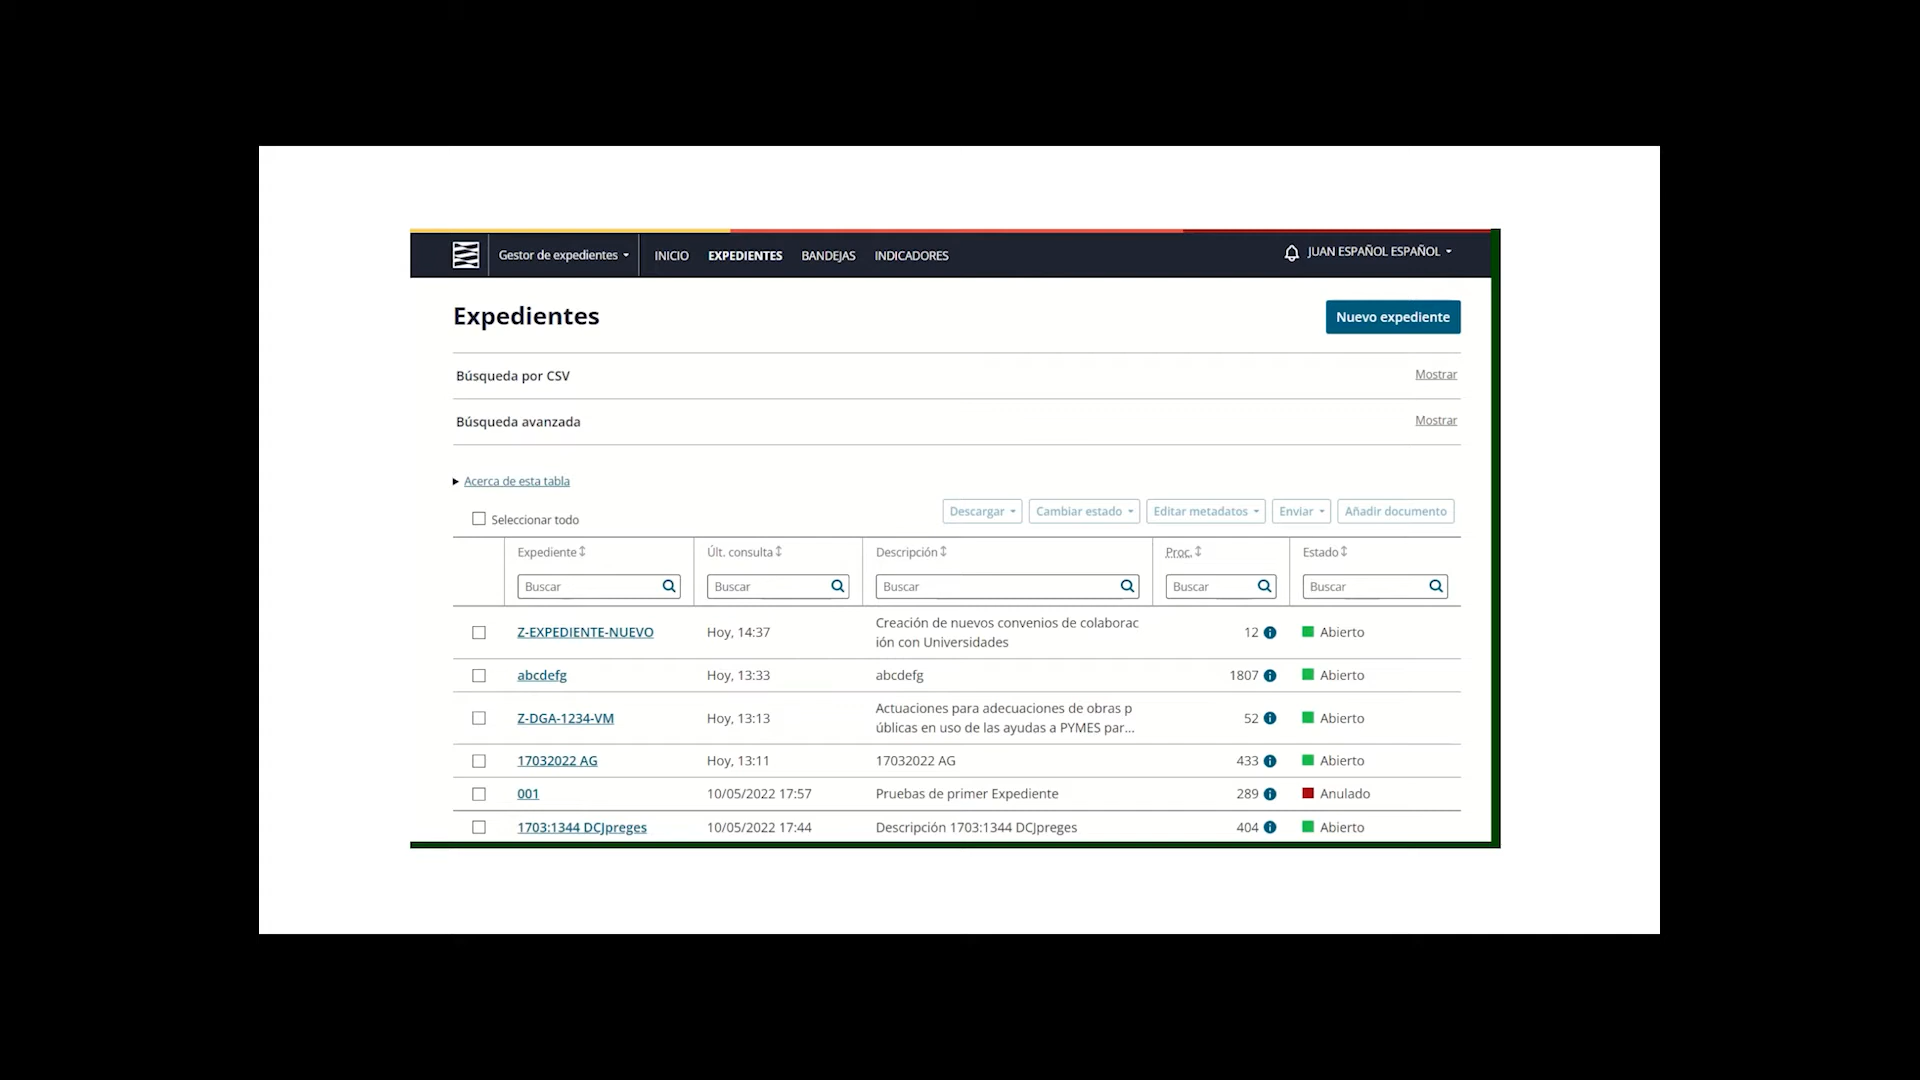 Gestor de expedientes INICIO EXPEDIENTES BANDEJAS INDICADORES JUAN ESPAÑOL ESPAÑOL
Expedientes Nuevo expediente
Búsqueda por CSV Mostrar
Búsqueda avanzada Mostrar
Acerca de esta tabla
Seleccionar todo Descargar Cambiar estado Editar metadatos Enviar Añadir documento
Expediente Últ. consulta Descripción Proc. Estado
Buscar Buscar Buscar Buscar Buscar
Z-EXPEDIENTE-NUEVO Hoy, 14:37 Creación de nuevos convenios de colaborac 12 Abierto
ión con Universidades
abcdefg Hoy, 13:33 abcdefg 1807 Abierto
Z-DGA-1234-VM Hoy, 13:13 Actuaciones para adecuaciones de obras p 52 Abierto
úblicas en uso de las ayudas a PYMES par...
17032022 AG Hoy, 13:11 17032022 AG 433 Abierto
001 10/05/2022 17:57 Pruebas de primer Expediente 289 Anulado
1703:1344 DCJpreges 10/05/2022 17:44 Descripción 1703:1344 DCJpreges 404 Abierto